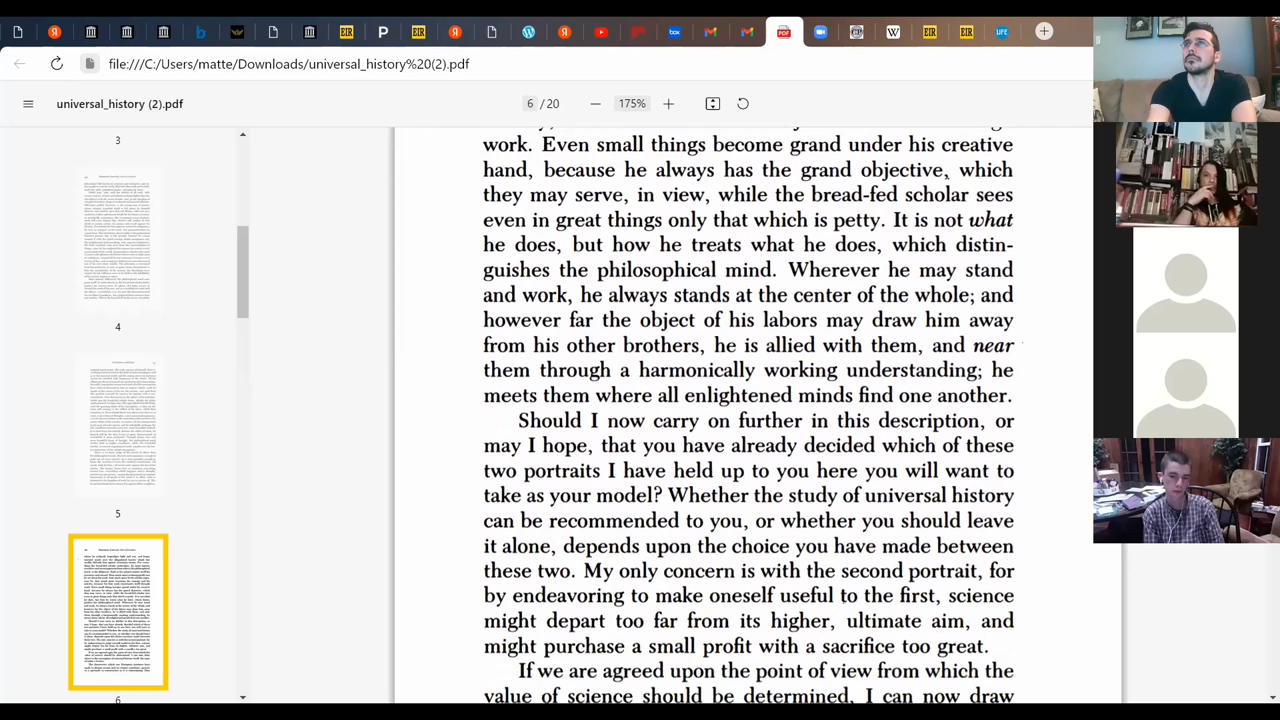 EIR
P
EIR
box
PDF
W
EIR
EIR
LIFE
file:///C:/Users/matte/Downloads/universal_history%20(2).pdf
universal_history (2).pdf
6 / 20
175%
3
4
5
6
work. Even small things become grand under his creative
hand, because he always has the grand objective, which
they serve, in view, while the bread-fed scholar sees
even in great things only that which is petty. It is not what
he does, but how he treats what he does, which distin-
guishes the philosophical mind. Wherever he may stand
and work, he always stands at the center of the whole; and
however far the object of his labors may draw him away
from his other brothers, he is allied with them, and near
them through a harmonically working understanding; he
meets them where all enlightened minds find one another.
Should I now carry on further in this description, or
may I hope, that you have already decided which of these
two portraits I have held up to you here you will want to
take as your model? Whether the study of universal history
can be recommended to you, or whether you should leave
it alone, depends upon the choice you have made between
these two. My only concern is with the second portrait, for
by endeavoring to make oneself useful to the first, science
might depart too far from its higher, ultimate aim, and
might purchase a small profit with a sacrifice too great.
If we are agreed upon the point of view from which the
value of science should be determined, I can now draw